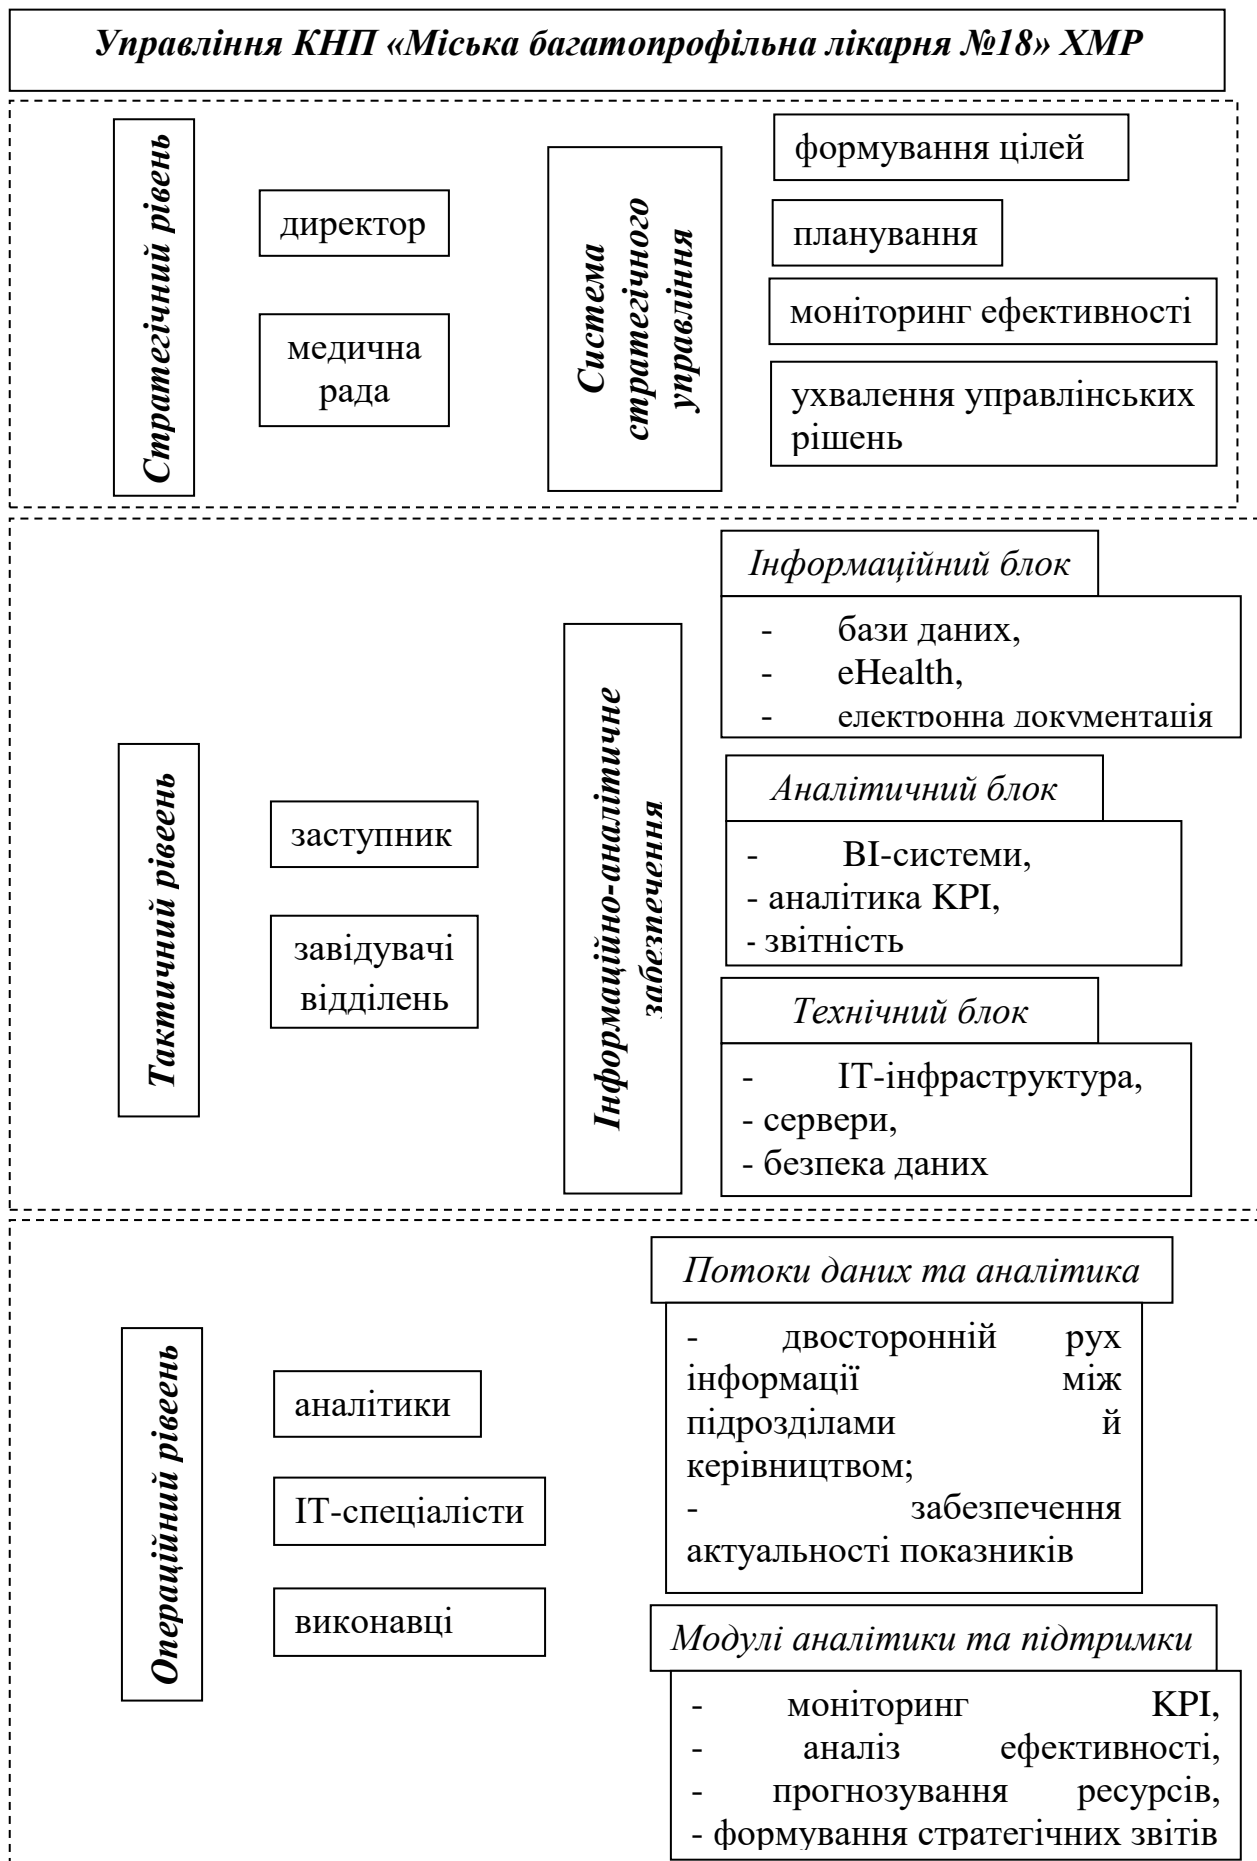 Управління КНП «Міська багатопрофільна лікарня №18» ХМР
Стратегічний рівень
директор
медична
рада
Система
стратегічного
управління
формування цілей
планування
моніторинг ефективності
ухвалення управлінських
рішень
Тактичний рівеень
заступник
завідувачі
відділень
Інформаційно-аналітичне
забезпечення
Інформаційний блок
- бази даних,
- eHealth,
- електронна документація
Аналітичний блок
- BI-системи,
- аналітика KPI,
- звітність
Технічний блок
- ІТ-інфраструктура,
- сервери,
- безпека даних
Операційний рівеень
аналітики
ІТ-спеціалісти
виконавці
Потоки даних та аналітика
- двосторонній рух
інформації між
підрозділами й
керівництвом;
- забезпечення
актуальності показників
Модулі аналітики та підтримки
- моніторинг KPI,
- аналіз ефективності,
- прогнозування ресурсів,
- формування стратегічних звітів